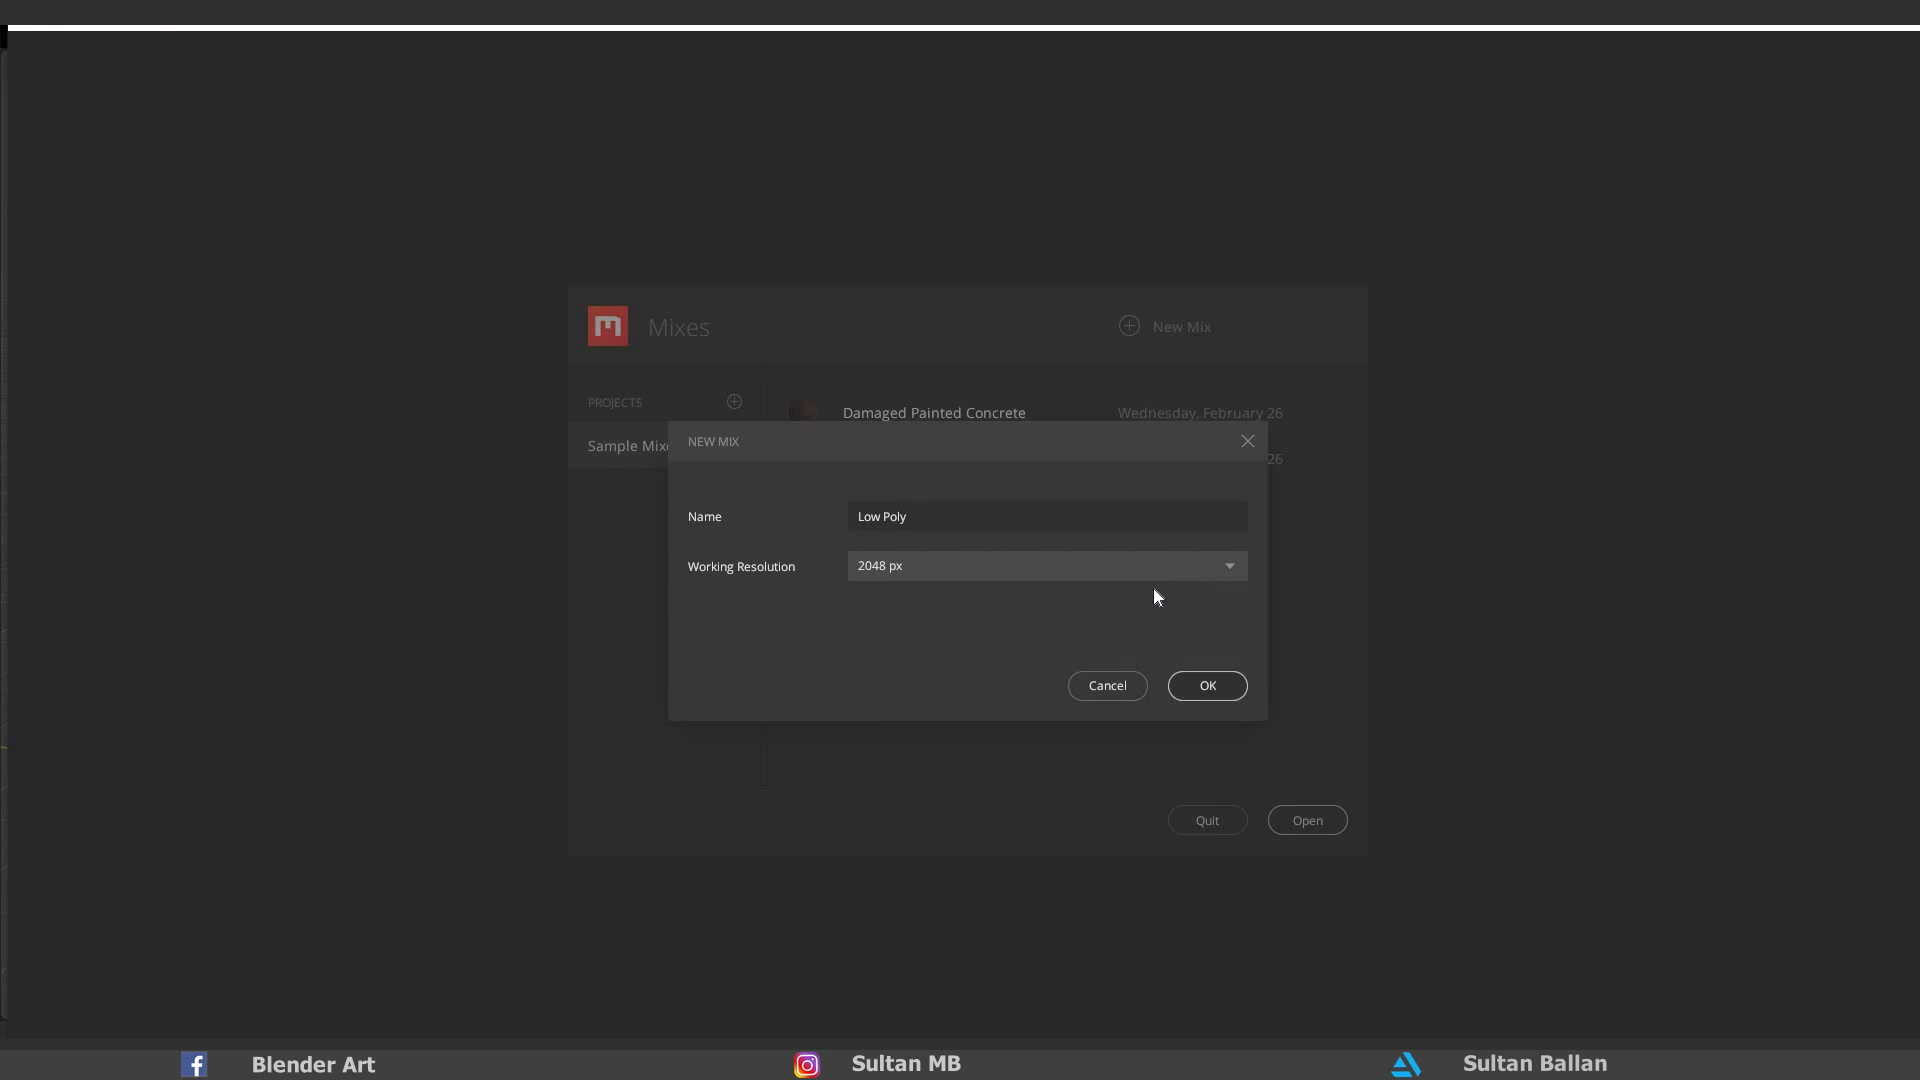 Mixes
New Mix
PROJECTS
Damaged Painted Concrete
Wednesday, February 26
Sample
26
NEW MIX
Name
Low Poly
Working Resolution
2048 px
Cancel
OK
Quit
Open
Blender Art
Sultan MB
Sultan Ballan